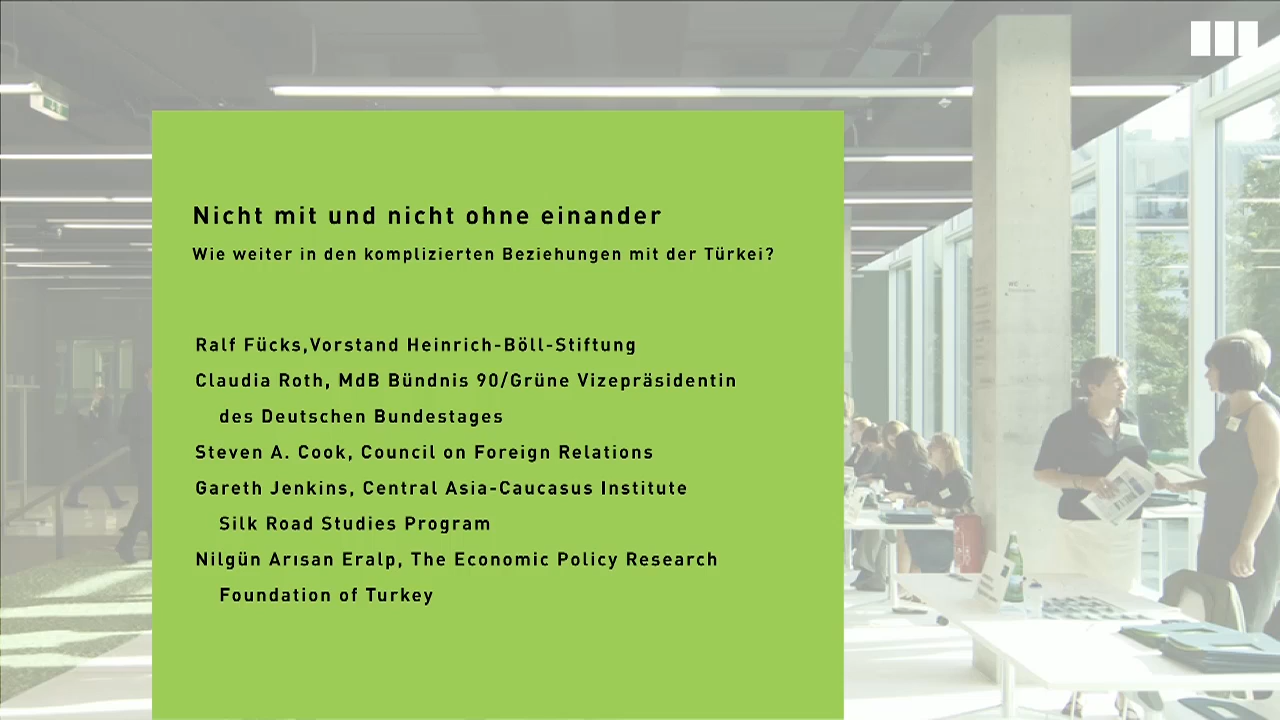 Nicht mit und nicht ohne einander
Wie weiter in den komplizierten Beziehungen mit der Türkei?
Ralf Fücks,Vorstand Heinrich-Böll-Stiftung
Claudia Roth, MdB Bündnis 90/Grüne Vizepräsidentin
des Deutschen Bundestages
Steven A. Cook, Council on Foreign Relations
Gareth Jenkins, Central Asia-Caucasus Institute
Silk Road Studies Program
Nilgün Arısan Eralp, The Economic Policy Research
Foundation of Turkey